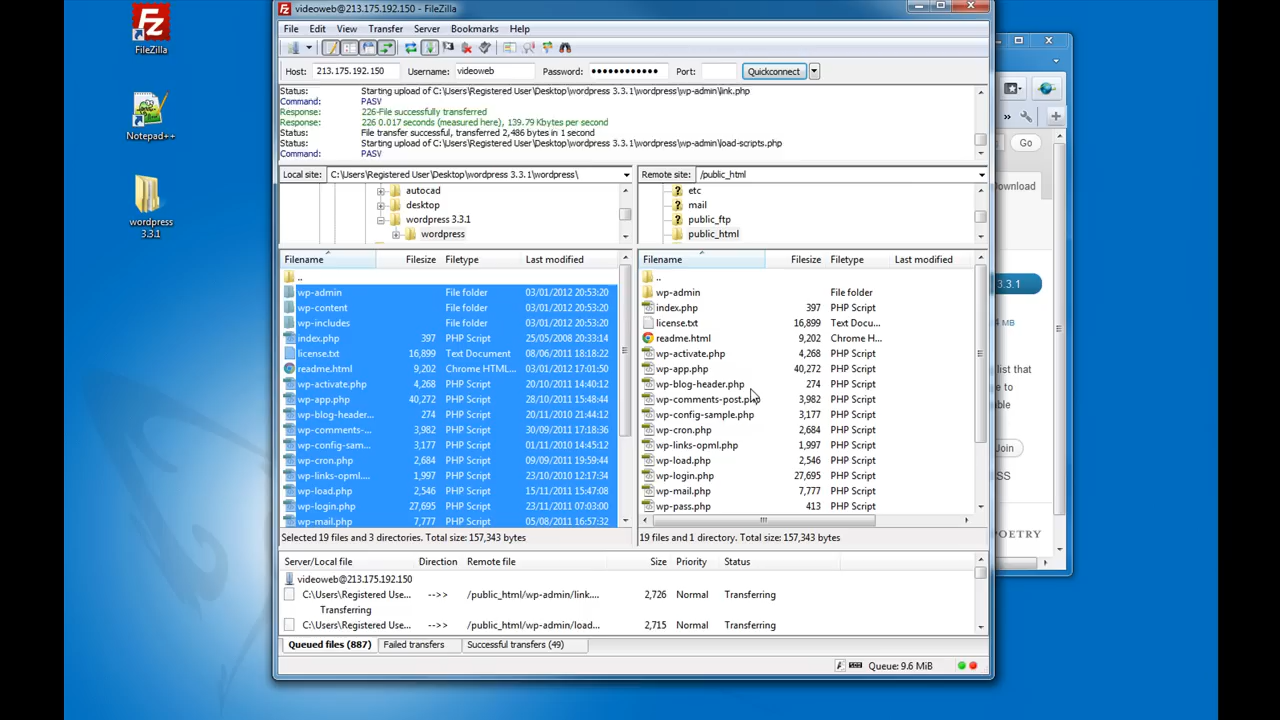 videoweb@213.175.192.150 - FileZilla
File Edit View Transfer Server Bookmarks Help
Host: 213.175.192.150 Username: videoweb Password: ●●●●●●●●●●●● Port: Quickconnect
Status: Starting upload of C:\Users\Registered User\Desktop\wordpress 3.3.1\wordpress\wp-admin\link.php
Command: PASV
Response: 226-File successfully transferred
Response: 226 0.017 seconds (measured here), 139.79 Kbytes per second
Status: File transfer successful, transferred 2,486 bytes in 1 second
Status: Starting upload of C:\Users\Registered User\Desktop\wordpress 3.3.1\wordpress\wp-admin\load-scripts.php
Command: PASV
Local site: C:\Users\Registered User\Desktop\wordpress 3.3.1\wordpress\
autocad
desktop
wordpress 3.3.1
wordpress
Filename Filesize Filetype Last modified
..
wp-admin File folder 03/01/2012 20:53:20
wp-content File folder 03/01/2012 20:53:20
wp-includes File folder 03/01/2012 20:53:20
index.php 397 PHP Script 25/05/2008 20:33:14
license.txt 16,899 Text Document 08/06/2011 18:18:22
readme.html 9,202 Chrome HTML... 03/12/2011 17:01:50
wp-activate.php 4,268 PHP Script 20/10/2011 14:40:12
wp-app.php 40,272 PHP Script 28/10/2011 15:48:44
wp-blog-header... 274 PHP Script 20/11/2010 21:44:12
wp-comments-... 3,982 PHP Script 30/09/2011 17:18:36
wp-config-sam... 3,177 PHP Script 01/11/2010 14:45:12
wp-cron.php 2,684 PHP Script 09/09/2011 19:59:44
wp-links-opml.... 1,997 PHP Script 23/10/2010 12:17:34
wp-load.php 2,546 PHP Script 15/11/2011 15:47:08
wp-login.php 27,695 PHP Script 23/11/2011 07:03:00
wp-mail.php 7,777 PHP Script 05/08/2011 16:57:32
Selected 19 files and 3 directories. Total size: 157,343 bytes
Remote site: /public_html
etc
mail
public_ftp
public_html
Filename Filesize Filetype Last modified
..
wp-admin File folder
index.php 397 PHP Script
license.txt 16,899 Text Docu...
readme.html 9,202 Chrome H...
wp-activate.php 4,268 PHP Script
wp-app.php 40,272 PHP Script
wp-blog-header.php 274 PHP Script
wp-comments-post.php 3,982 PHP Script
wp-config-sample.php 3,177 PHP Script
wp-cron.php 2,684 PHP Script
wp-links-opml.php 1,997 PHP Script
wp-load.php 2,546 PHP Script
wp-login.php 27,695 PHP Script
wp-mail.php 7,777 PHP Script
wp-pass.php 413 PHP Script
19 files and 1 directory. Total size: 157,343 bytes
Server/Local file Direction Remote file Size Priority Status
videoweb@213.175.192.150
C:\Users\Registered Use... -->> /public_html/wp-admin/link.... 2,726 Normal Transferring
Transferring
C:\Users\Registered Use... -->> /public_html/wp-admin/load... 2,715 Normal Transferring
Queued files (887) Failed transfers Successful transfers (49)
Queue: 9.6 MiB
FileZilla
Notepad++
wordpress
3.3.1
»
Go
ownload
3.3.1
MB
e is
e to
ble
Join
SS
POETRY